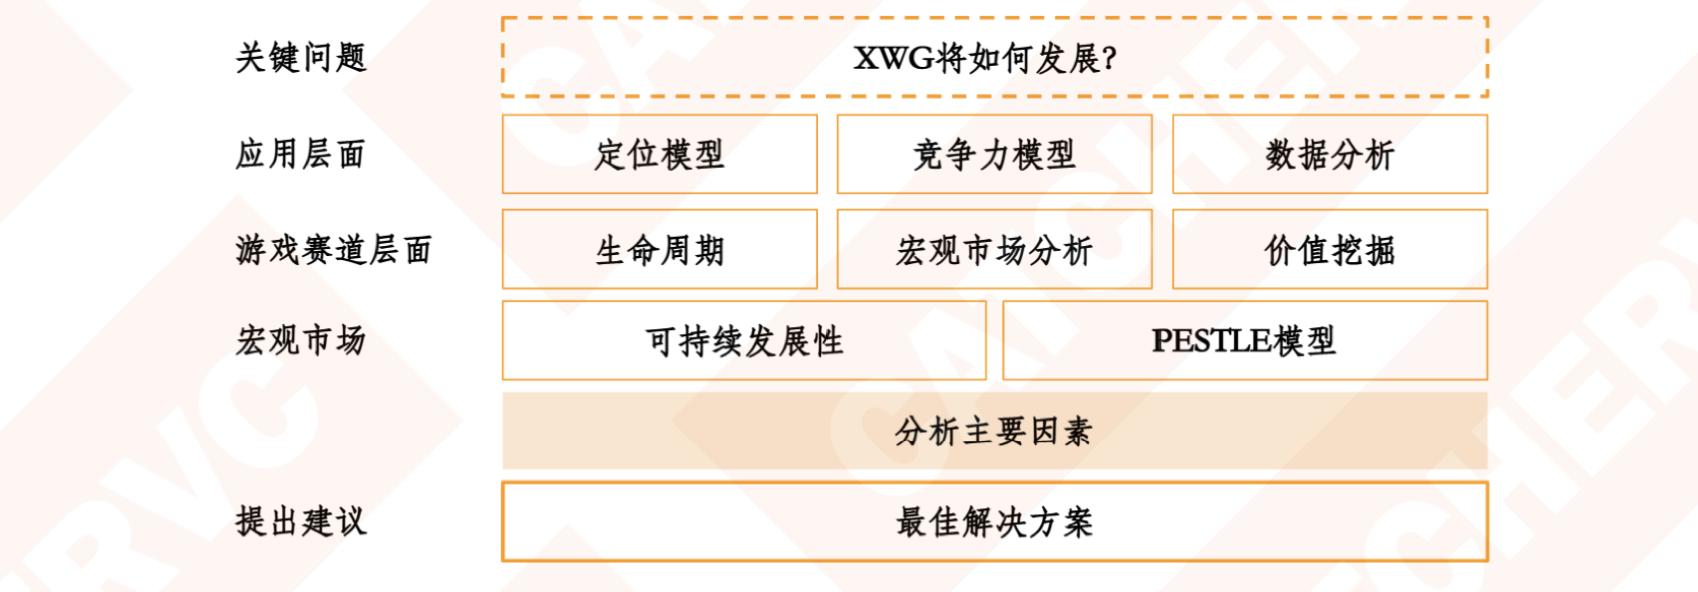 关键问题 XWG将如何发展?
应用层面 定位模型 竞争力模型 数据分析
游戏赛道层面 生命周期 宏观市场分析 价值挖掘
宏观市场 可持续发展性 PESTLE模型
分析主要因素
提出建议 最佳解决方案